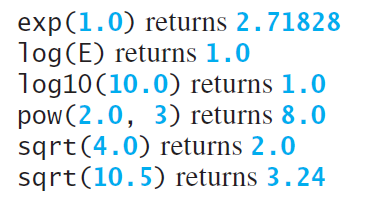 exp(1.0) returns 2.71828
log(E) returns 1.0
log10(10.0) returns 1.0
pow(2.0, 3) returns 8.0
sqrt(4.0) returns 2.0
sqrt(10.5) returns 3.24